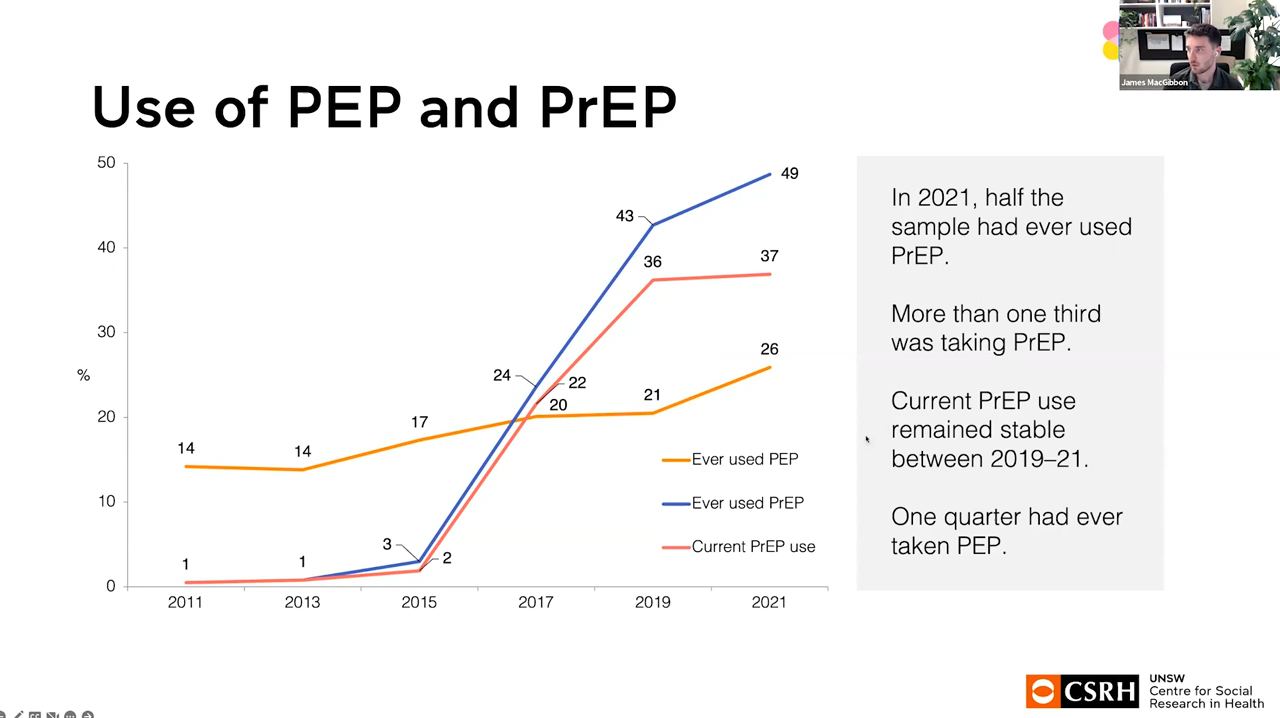 James MacGibbon
Use of PEP and PrEP
50
40
30
%
20
10
0
14
14
17
20
21
26
1
1
3
2
24
22
43
36
49
37
Ever used PEP
Ever used PrEP
Current PrEP use
2011
2013
2015
2017
2019
2021
In 2021, half the
sample had ever used
PrEP.
More than one third
was taking PrEP.
Current PrEP use
remained stable
between 2019–21.
One quarter had ever
taken PEP.
CSRH
UNSW
Centre for Social
Research in Health